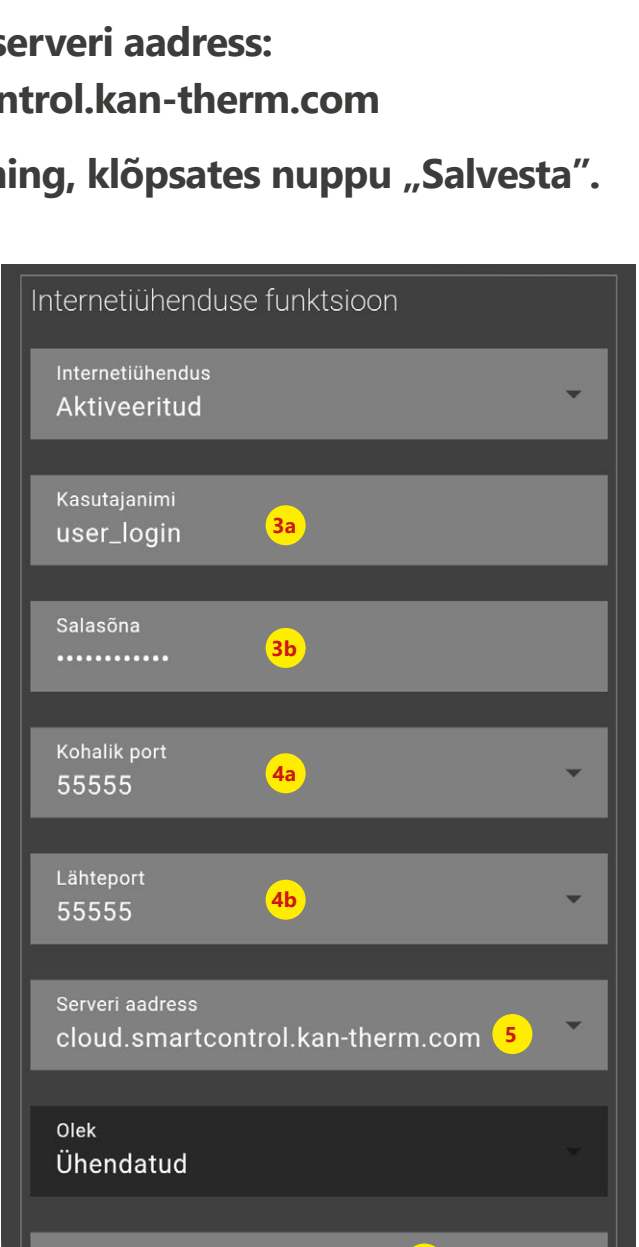 serveri aadress:
ntrol.kan-therm.com
ning, klõpsates nuppu „Salvesta”.
Internetiühenduse funktsioon
Internetiühendus
Aktiveeritud
Kasutajanimi
user_login
3a
Salasõna
••••••••••••
3b
Kohalik port
55555
4a
Lähteport
55555
4b
Serveri aadress
cloud.smartcontrol.kan-therm.com
5
Olek
Ühendatud